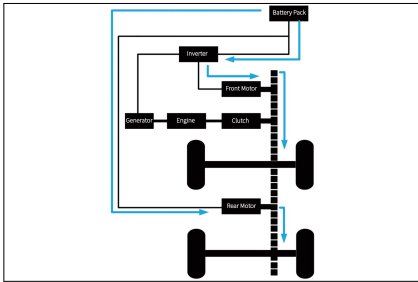 Battery Pack
Inverter
Front Motor
Generator
Engine
Clutch
Rear Motor